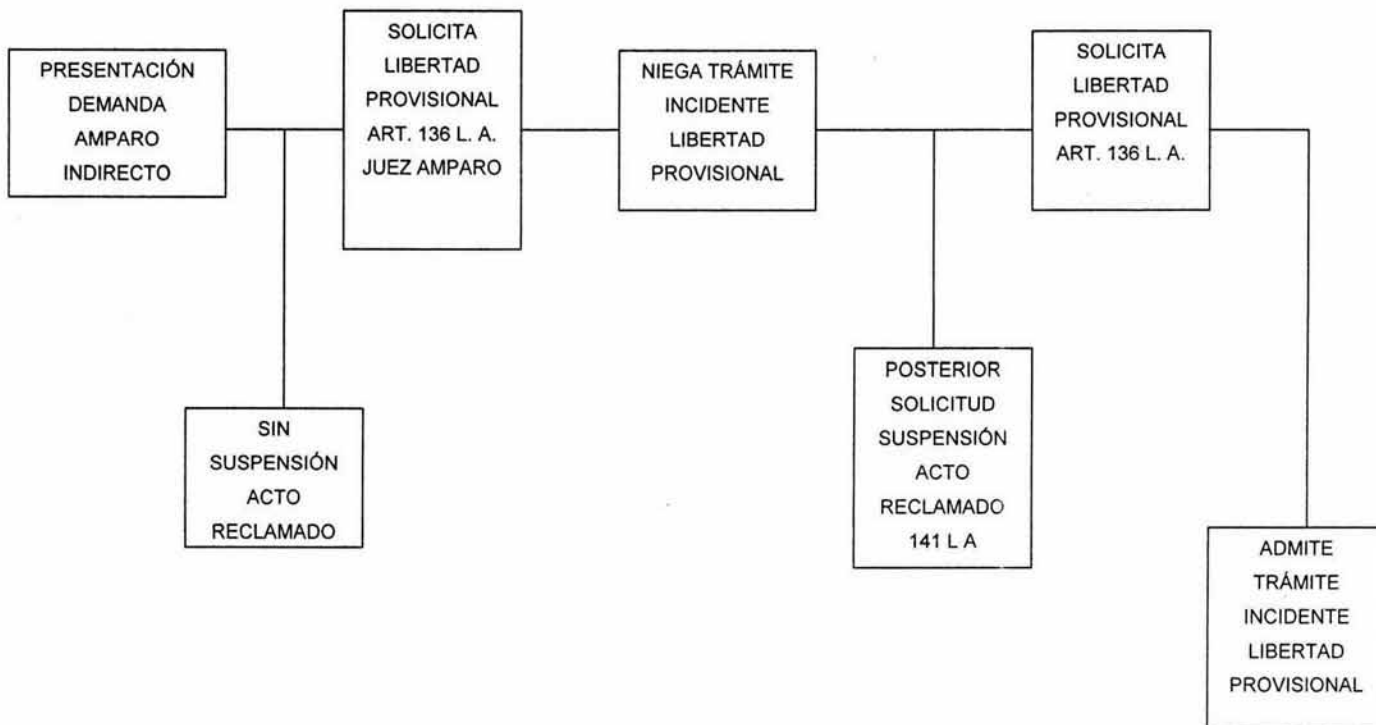 PRESENTACIÓN
DEMANDA
AMPARO
INDIRECTO
SOLICITA
LIBERTAD
PROVISIONAL
ART. 136 L. A.
JUEZ AMPARO
NIEGA TRÁMITE
INCIDENTE
LIBERTAD
PROVISIONAL
SOLICITA
LIBERTAD
PROVISIONAL
ART. 136 L. A.
SIN
SUSPENSIÓN
ACTO
RECLAMADO
POSTERIOR
SOLICITUD
SUSPENSIÓN
ACTO
RECLAMADO
141 L A
ADMITE
TRÁMITE
INCIDENTE
LIBERTAD
PROVISIONAL